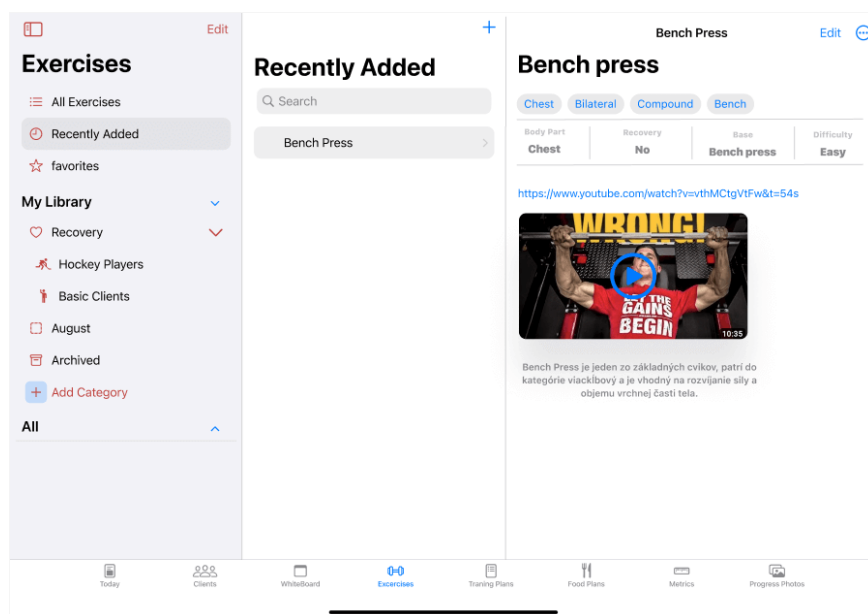 Edit
Exercises
All Exercises
Recently Added
favorites
My Library
Recovery
Hockey Players
Basic Clients
August
Archived
Add Category
All
Recently Added
Search
Bench Press
Bench Press
Edit
Bench press
Chest Bilateral Compound Bench
Body Part Recovery Base Difficulty
Chest No Bench press Easy
https://www.youtube.com/watch?v=vthMCtgVtFw&t=54s
WRONG!
LET THE
GAINS
BEGIN
10:35
Bench Press je jeden zo základných cvikov, patrí do
kategórie viackĺbový a je vhodný na rozvíjanie sily a
objemu vrchnej časti tela.
Today Clients WhiteBoard Excercises Traning Plans Food Plans Metrics Progress Photos